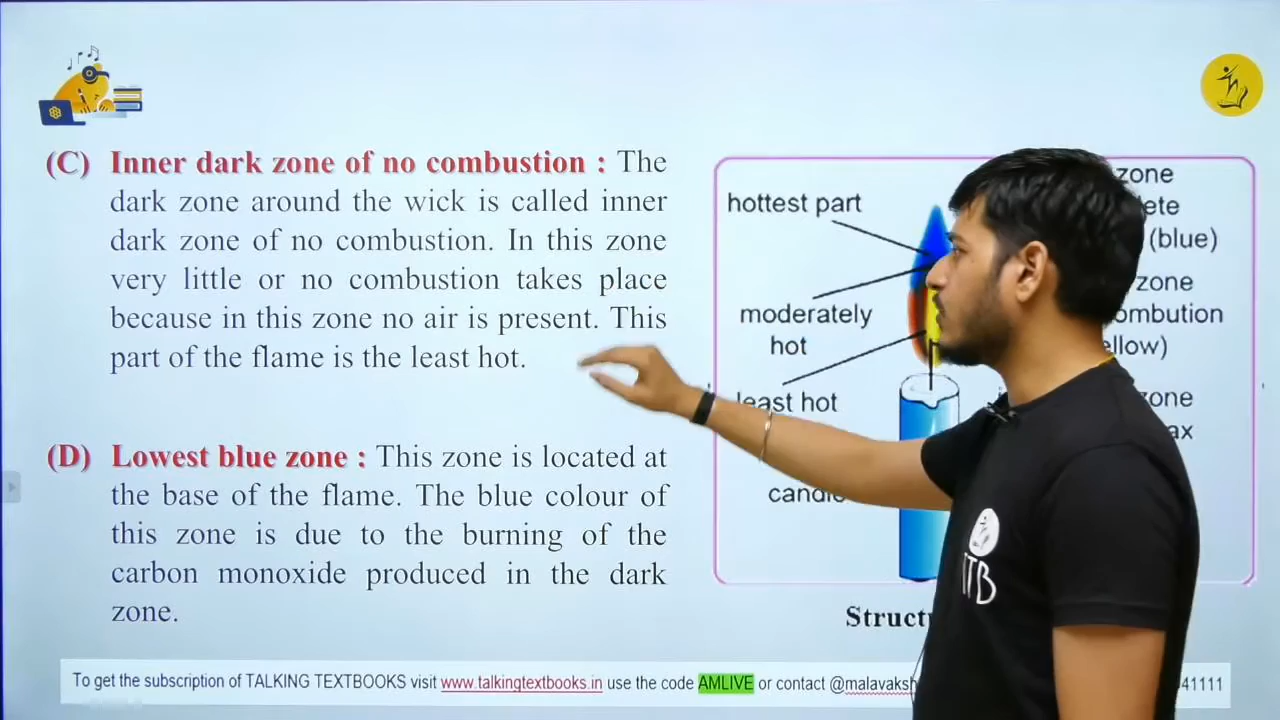 (C) Inner dark zone of no combustion : The
dark zone around the wick is called inner
dark zone of no combustion. In this zone
very little or no combustion takes place
because in this zone no air is present. This
part of the flame is the least hot.
(D) Lowest blue zone : This zone is located at
the base of the flame. The blue colour of
this zone is due to the burning of the
carbon monoxide produced in the dark
zone.
hottest part
moderately
hot
least hot
zone
(blue)
zone
zone
TTB
To get the subscription of TALKING TEXTBOOKS visit www.talkingtextbooks.in use the code AMLIVE or contact